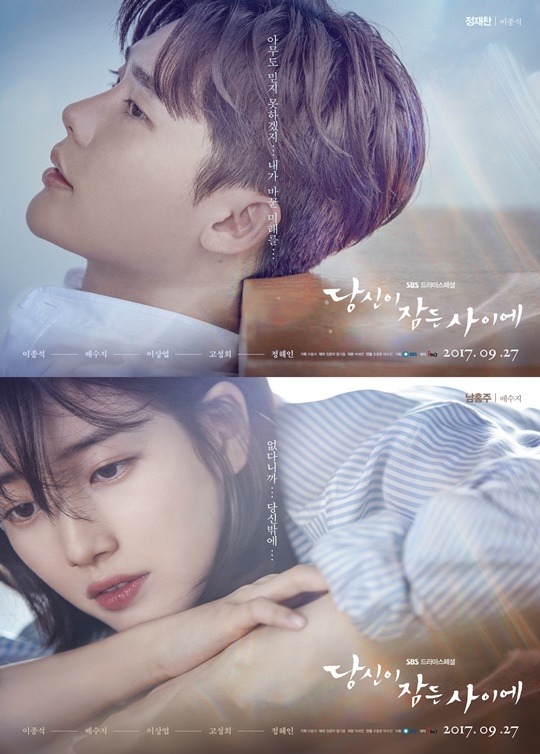 정재찬 | 이종석
아무도 믿지 못하겠지... 내가 바꾼 미래를...
SBS 드라마스페셜
당신이 잠든 사이에
이종석 배수지 이상엽 고성희 정해인
2017. 09. 27
남홍주 | 배수지
없다니까... 당신밖에...
SBS 드라마스페셜
당신이 잠든 사이에
이종석 배수지 이상엽 고성희 정해인
2017. 09. 27